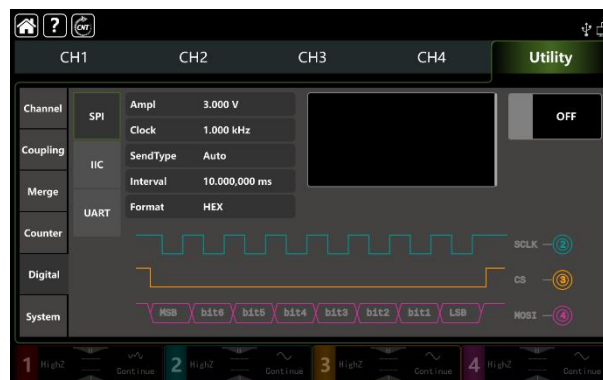 ? CNT
CH1 CH2 CH3 CH4 Utility
Channel
Coupling
Merge
Counter
Digital
System
SPI
IIC
UART
Ampl 3.000 V
Clock 1.000 kHz
SendType Auto
Interval 10.000,000 ms
Format HEX
OFF
SCLK 2
CS 3
MSB bit6 bit5 bit4 bit3 bit2 bit1 LSB
MOSI 4
1 HighZ Continue 2 HighZ Continue 3 HighZ Continue 4 HighZ Continue